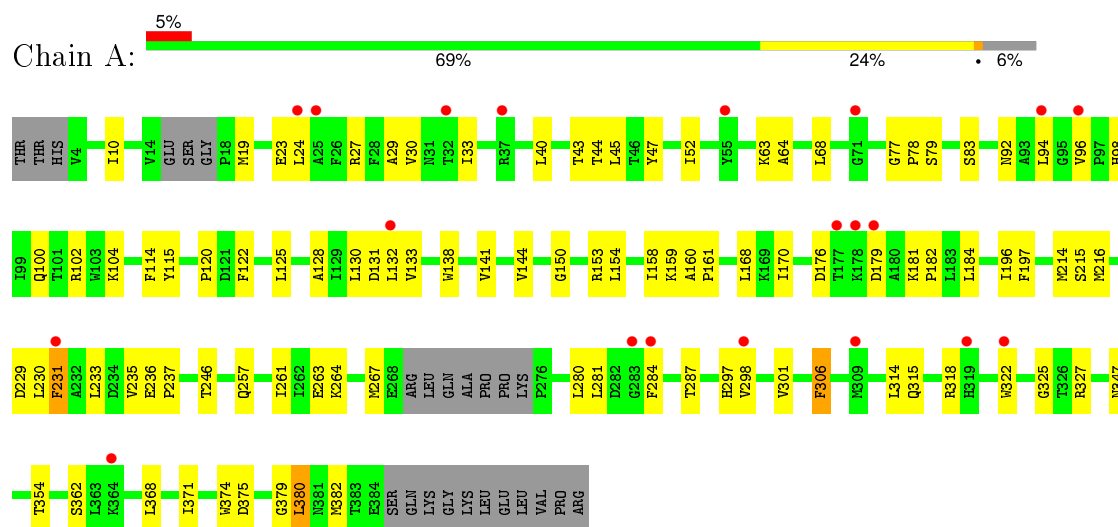 5%
Chain A:
69% 24% • 6%
THR THR HIS V4 I10 V14 GLU SER GLY P18 M19 E23 L24 A25 F26 R27 F28 A29 V30 N31 T32 I33 R37 L40 T43 T44 L45 T46 Y47 I52 Y55 K63 A64 L68 G71 G77 P78 S79 S83 N92 A93 L94 G95 V96 P97 H98
I99 Q100 T101 R102 W103 K104 F114 Y115 P120 D121 F122 L125 A128 I129 L130 D131 L132 V133 W138 V141 V144 G150 R153 L154 I158 K159 A160 P161 L168 K169 I170 D176 T177 K178 D179 A180 K181 P182 L183 L184 I196 F197 M214 S215 M216
D229 L230 F231 A232 L233 D234 V235 E236 P237 T246 Q257 I261 I262 E263 K264 M267 E268 ARG LEU GLN ALA PRO PRO LYS P276 L280 L281 D282 G283 F284 T287 H297 V298 V301 F306 M309 L314 Q315 R318 H319 W322 G325 T326 R327 N347
T354 S362 L363 K364 L368 I371 W374 D375 G379 L380 N381 M382 T383 E384 SER GLN LYS GLY LYS LEU GLU LEU VAL PRO ARG